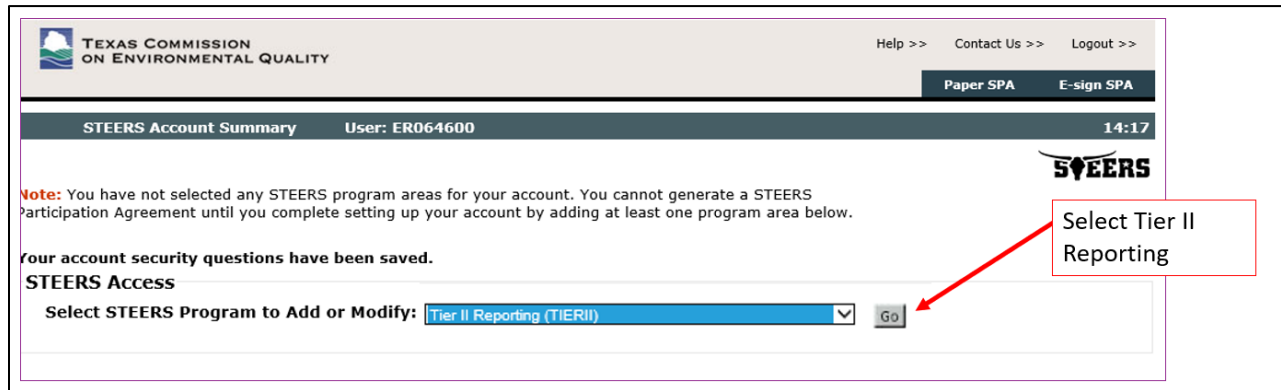 TEXAS COMMISSION
ON ENVIRONMENTAL QUALITY
Help >> Contact Us >> Logout >>
Paper SPA E-sign SPA
STEERS Account Summary User: ER064600 14:17
STEERS
Note: You have not selected any STEERS program areas for your account. You cannot generate a STEERS
Participation Agreement until you complete setting up your account by adding at least one program area below.
Select Tier II
Reporting
Your account security questions have been saved.
STEERS Access
Select STEERS Program to Add or Modify: Tier II Reporting (TIERII) Go